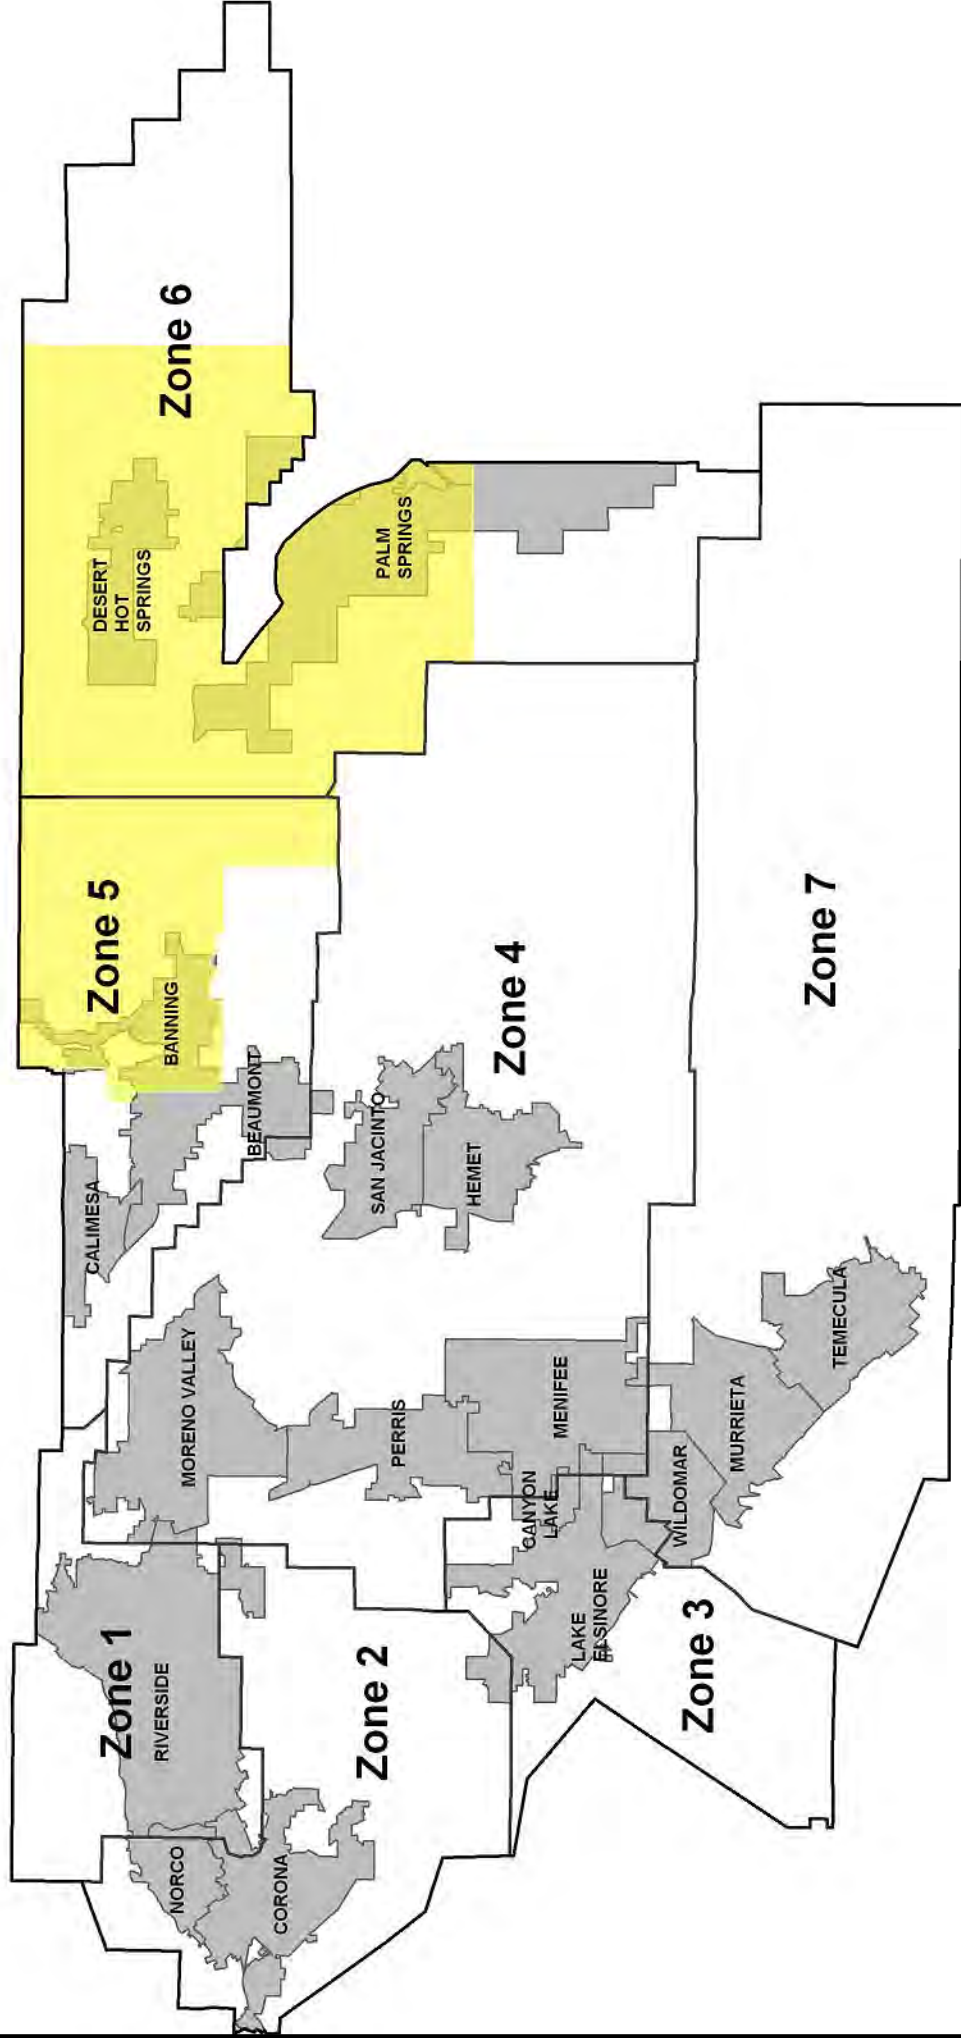 Zone 6
DESERT
HOT
SPRINGS
PALM
SPRINGS
Zone 5
BANNING
BEAUMONT
CALIMESA
SAN JACINTO
HEMET
Zone 4
Zone 7
MORENO VALLEY
PERRIS
MENIFEE
CANYON
LAKE
WILDOMAR
MURRIETA
TEMECULA
LAKE
ELSINORE
Zone 3
Zone 1
RIVERSIDE
Zone 2
NORCO
CORONA